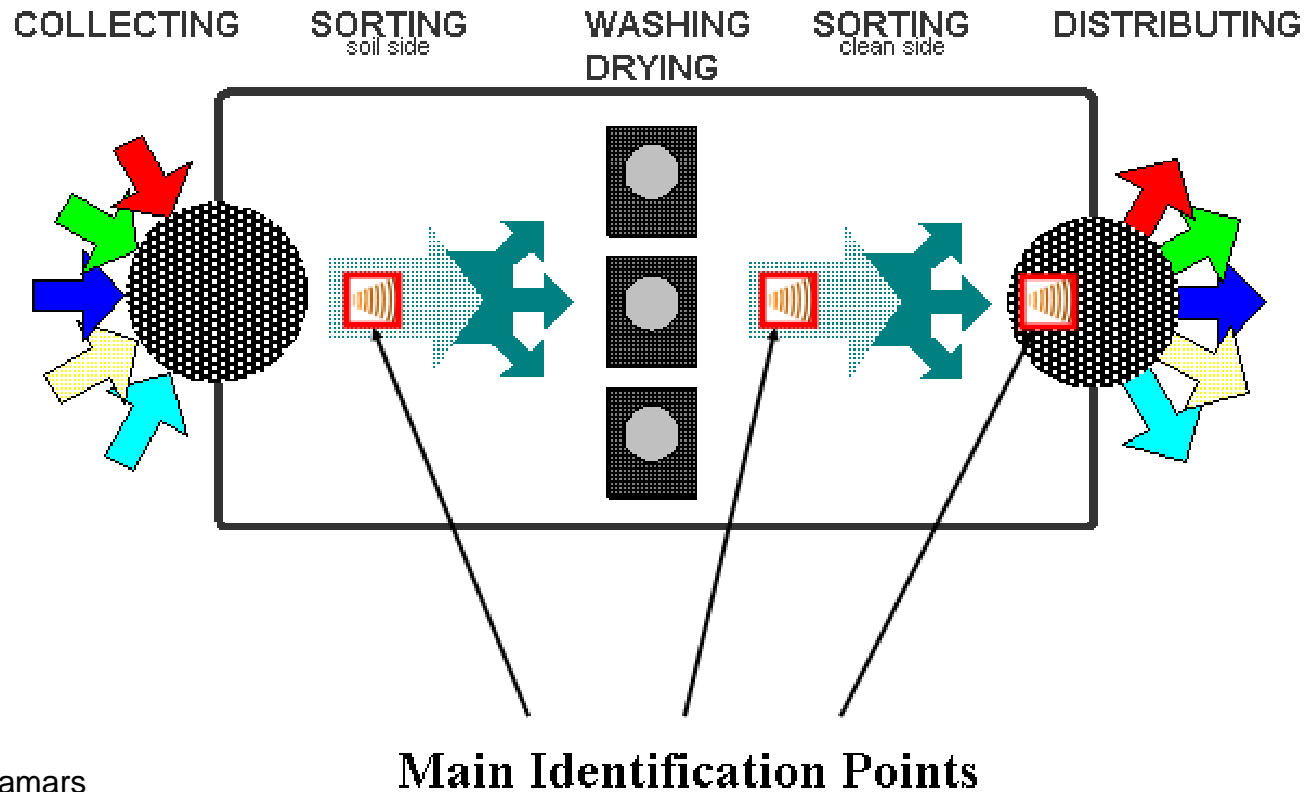 COLLECTING SORTING WASHING SORTING DISTRIBUTING
soil side clean side
DRYING
Main Identification Points
amars